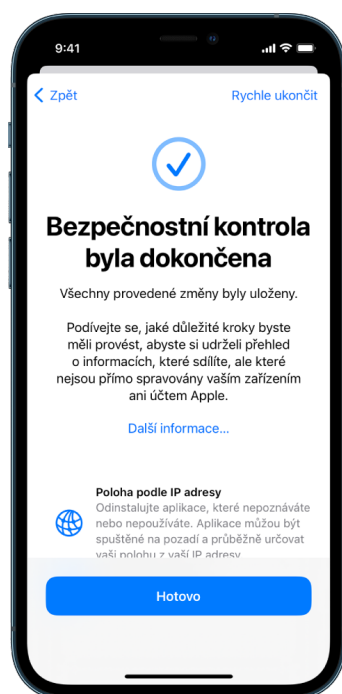 9:41
Zpět
Rychle ukončit
Bezpečnostní kontrola
byla dokončena
Všechny provedené změny byly uloženy.
Podívejte se, jaké důležité kroky byste
měli provést, abyste si udrželi přehled
o informacích, které sdílíte, ale které
nejsou přímo spravovány vaším zařízením
ani účtem Apple.
Další informace...
Poloha podle IP adresy
Odinstalujte aplikace, které nepoznáváte
nebo nepoužíváte. Aplikace můžou být
spuštěné na pozadí a průběžně určovat
vaši polohu z vaší IP adresy
Hotovo